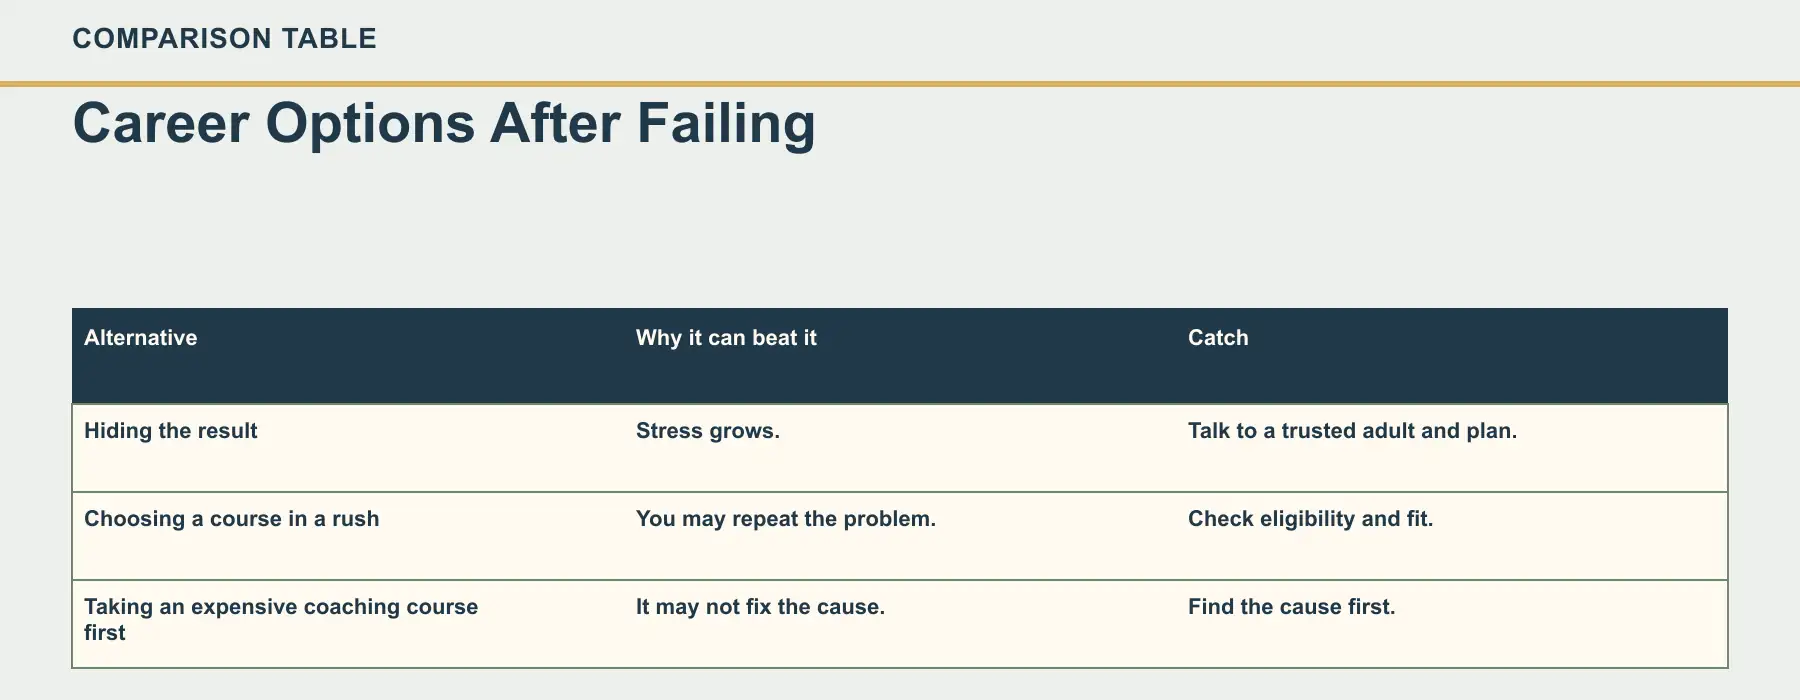 COMPARISON TABLE
Career Options After Failing
Alternative Why it can beat it Catch
Hiding the result Stress grows. Talk to a trusted adult and plan.
Choosing a course in a rush You may repeat the problem. Check eligibility and fit.
Taking an expensive coaching course It may not fix the cause. Find the cause first.
first